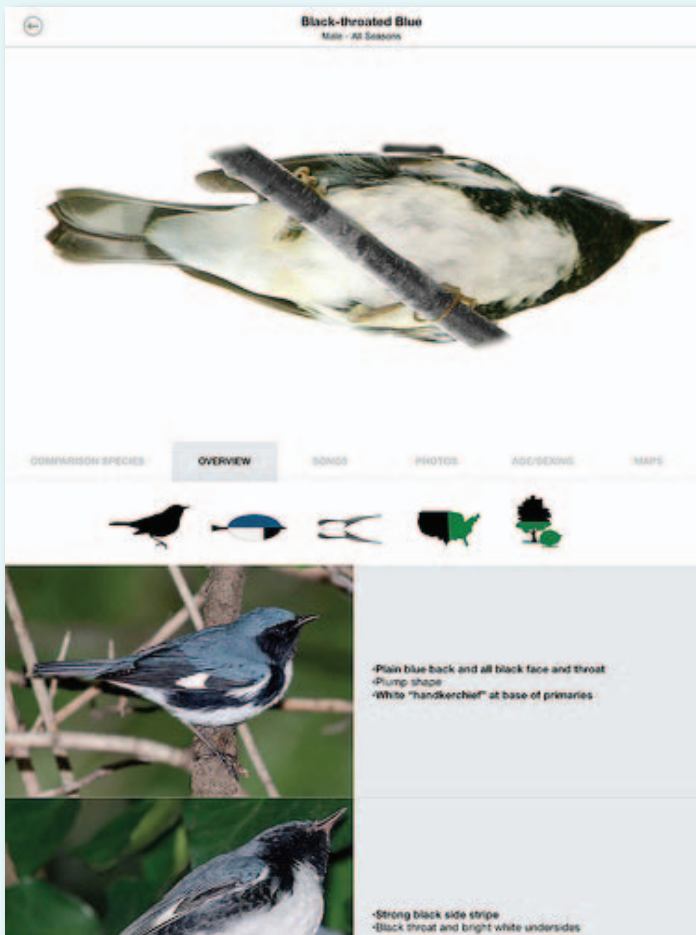 Black-throated Blue
Male - All Seasons
COMPARISON SPECIES OVERVIEW SONGS PHOTOS AGE/SEXING MAPS
•Plain blue back and all black face and throat
•Plump shape
•White "handkerchief" at base of primaries
•Strong black side stripe
•Black throat and bright white undersides